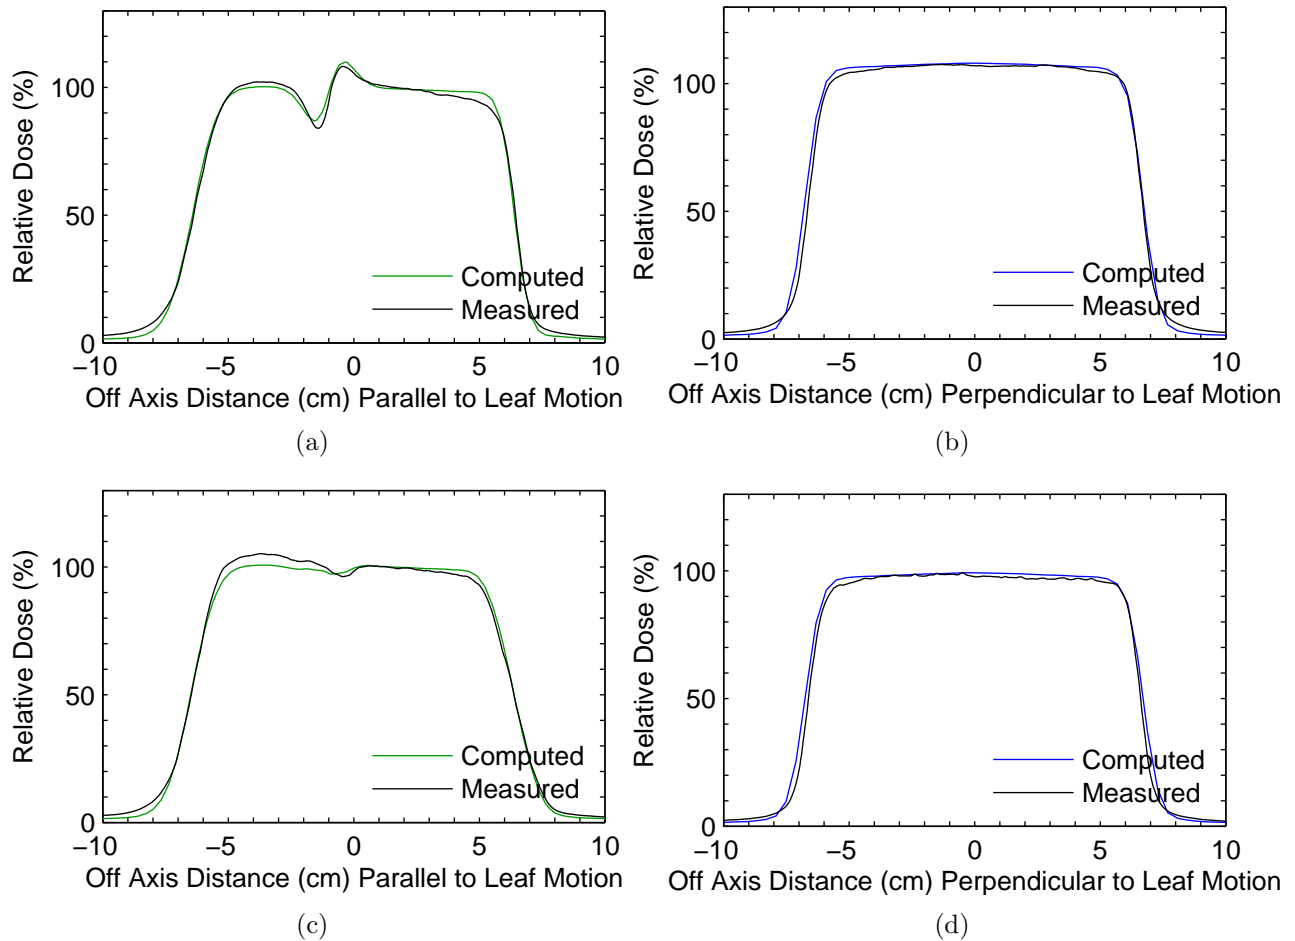 100
50
0
Relative Dose (%)
Computed
Measured
−10
−5
0
5
10
Off Axis Distance (cm) Parallel to Leaf Motion
(a)
100
50
0
Relative Dose (%)
Computed
Measured
−10
−5
0
5
10
Off Axis Distance (cm) Perpendicular to Leaf Motion
(b)
100
50
0
Relative Dose (%)
Computed
Measured
−10
−5
0
5
10
Off Axis Distance (cm) Parallel to Leaf Motion
(c)
100
50
0
Relative Dose (%)
Computed
Measured
−10
−5
0
5
10
Off Axis Distance (cm) Perpendicular to Leaf Motion
(d)